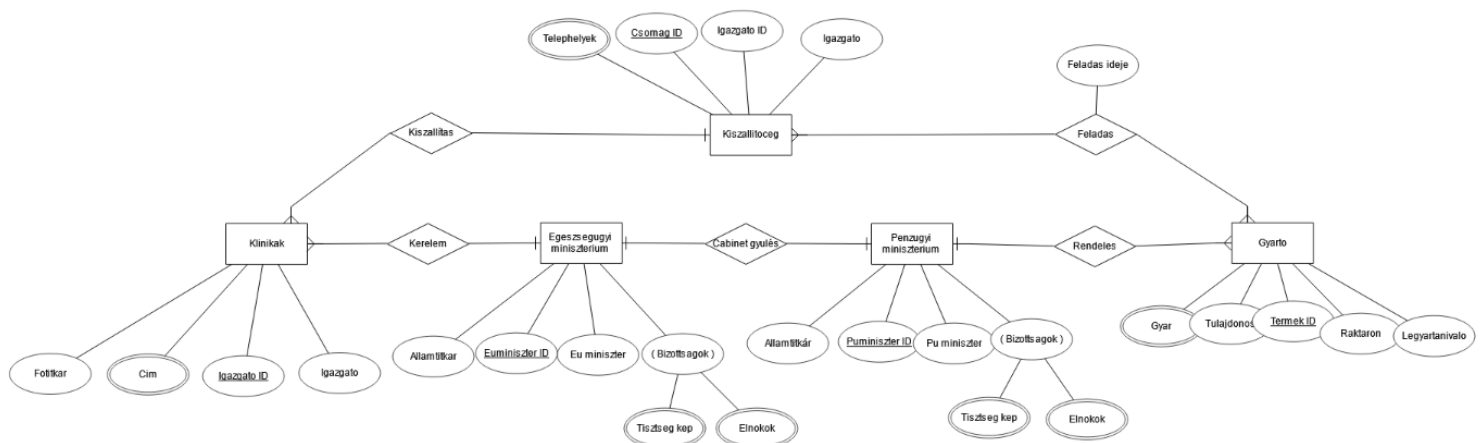 Telephelyek
Csomag ID
Igazgato ID
Igazgato
Feladas ideje
Kiszallítas
Kiszallitoceg
Feladas
Klinikak
Kerelem
Egeszsegugyi
miniszterium
Cabinet gyulés
Penzugyi
miniszterium
Rendeles
Gyarto
Fotitkar
Cim
Igazgato ID
Igazgato
Allamtitkar
Euminiszter ID
Eu miniszter
( Bizottsagok )
Tisztseg kep
Elnokok
Allamtitkár
Puminiszter ID
Pu miniszter
( Bizottsagok )
Tisztseg kep
Elnokok
Gyar
Tulajdonos
Termek ID
Raktaron
Legyartanivalo